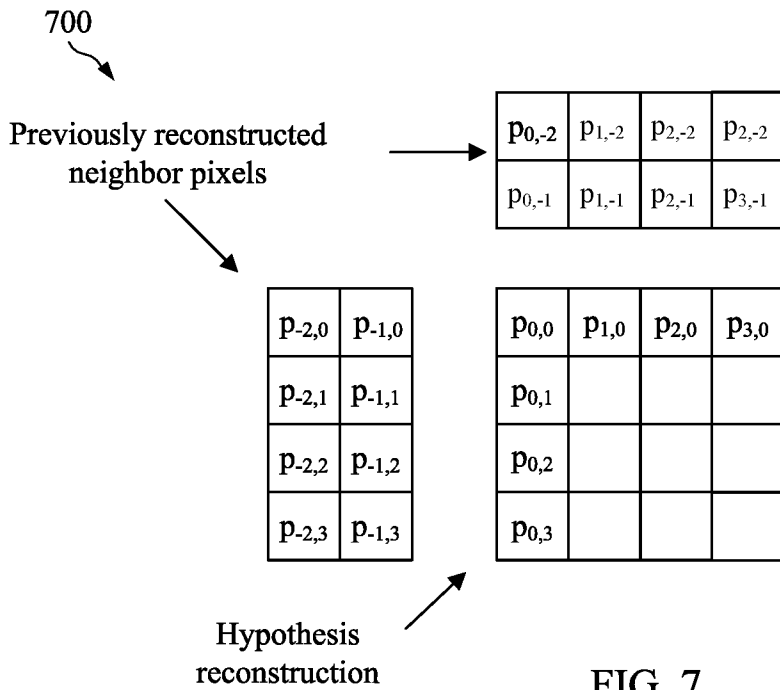 700
Previously reconstructed
neighbor pixels
p0,-2 p1,-2 p2,-2 p2,-2
p0,-1 p1,-1 p2,-1 p3,-1
p-2,0 p-1,0 p0,0 p1,0 p2,0 p3,0
p-2,1 p-1,1 p0,1
p-2,2 p-1,2 p0,2
p-2,3 p-1,3 p0,3
Hypothesis
reconstruction
FIG. 7